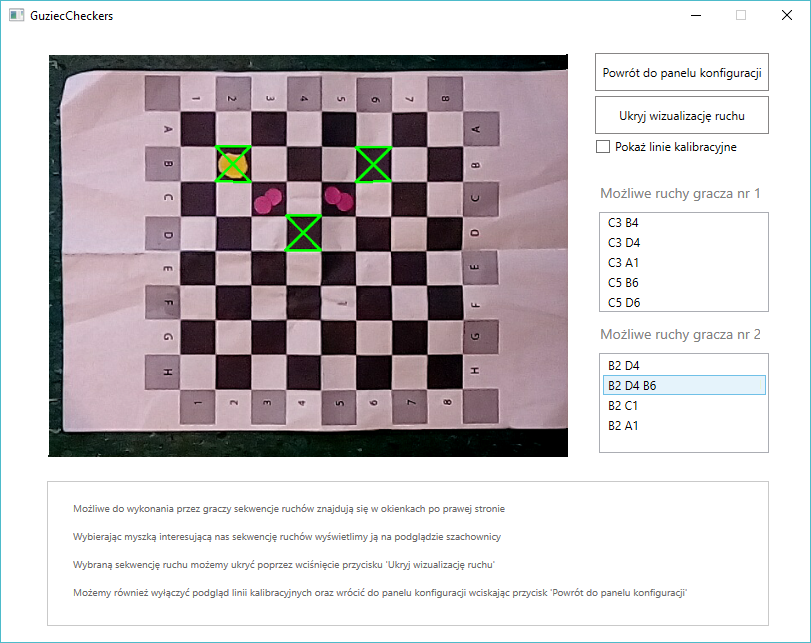 GuziecCheckers
Powrót do panelu konfiguracji
Ukryj wizualizację ruchu
Pokaż linie kalibracyjne
1 2 3 4 5 6 7 8
A A
B B
C C
D D
E E
F F
G G
H H
1 2 3 4 5 6 7 8
Możliwe ruchy gracza nr 1
C3 B4
C3 D4
C3 A1
C5 B6
C5 D6
Możliwe ruchy gracza nr 2
B2 D4
B2 D4 B6
B2 C1
B2 A1
Możliwe do wykonania przez graczy sekwencje ruchów znajdują się w okienkach po prawej stronie
Wybierając myszką interesującą nas sekwencję ruchów wyświetlimy ją na podglądzie szachownicy
Wybraną sekwencję ruchu możemy ukryć poprzez wciśnięcie przycisku 'Ukryj wizualizację ruchu'
Możemy również wyłączyć podgląd linii kalibracyjnych oraz wrócić do panelu konfiguracji wciskając przycisk 'Powrót do panelu konfiguracji'